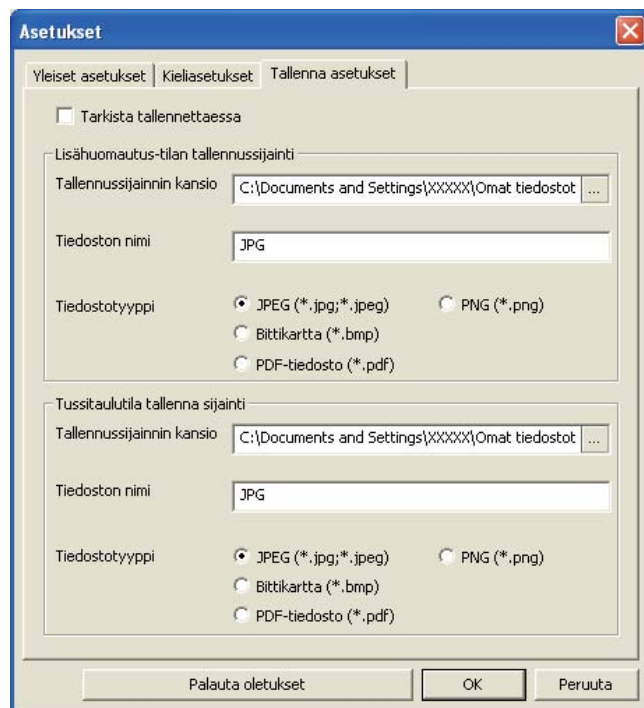 Asetukset
Yleiset asetukset Kieliasetukset Tallenna asetukset
Tarkista tallennettaessa
Lisähuomautus-tilan tallennussijainti
Tallennussijainnin kansio C:\Documents and Settings\XXXXX\Omat tiedostot ...
Tiedoston nimi JPG
Tiedostotyyppi JPEG (*.jpg;*.jpeg) PNG (*.png)
Bittikartta (*.bmp)
PDF-tiedosto (*.pdf)
Tussitaulutila tallenna sijainti
Tallennussijainnin kansio C:\Documents and Settings\XXXXX\Omat tiedostot ...
Tiedoston nimi JPG
Tiedostotyyppi JPEG (*.jpg;*.jpeg) PNG (*.png)
Bittikartta (*.bmp)
PDF-tiedosto (*.pdf)
Palauta oletukset OK Peruuta